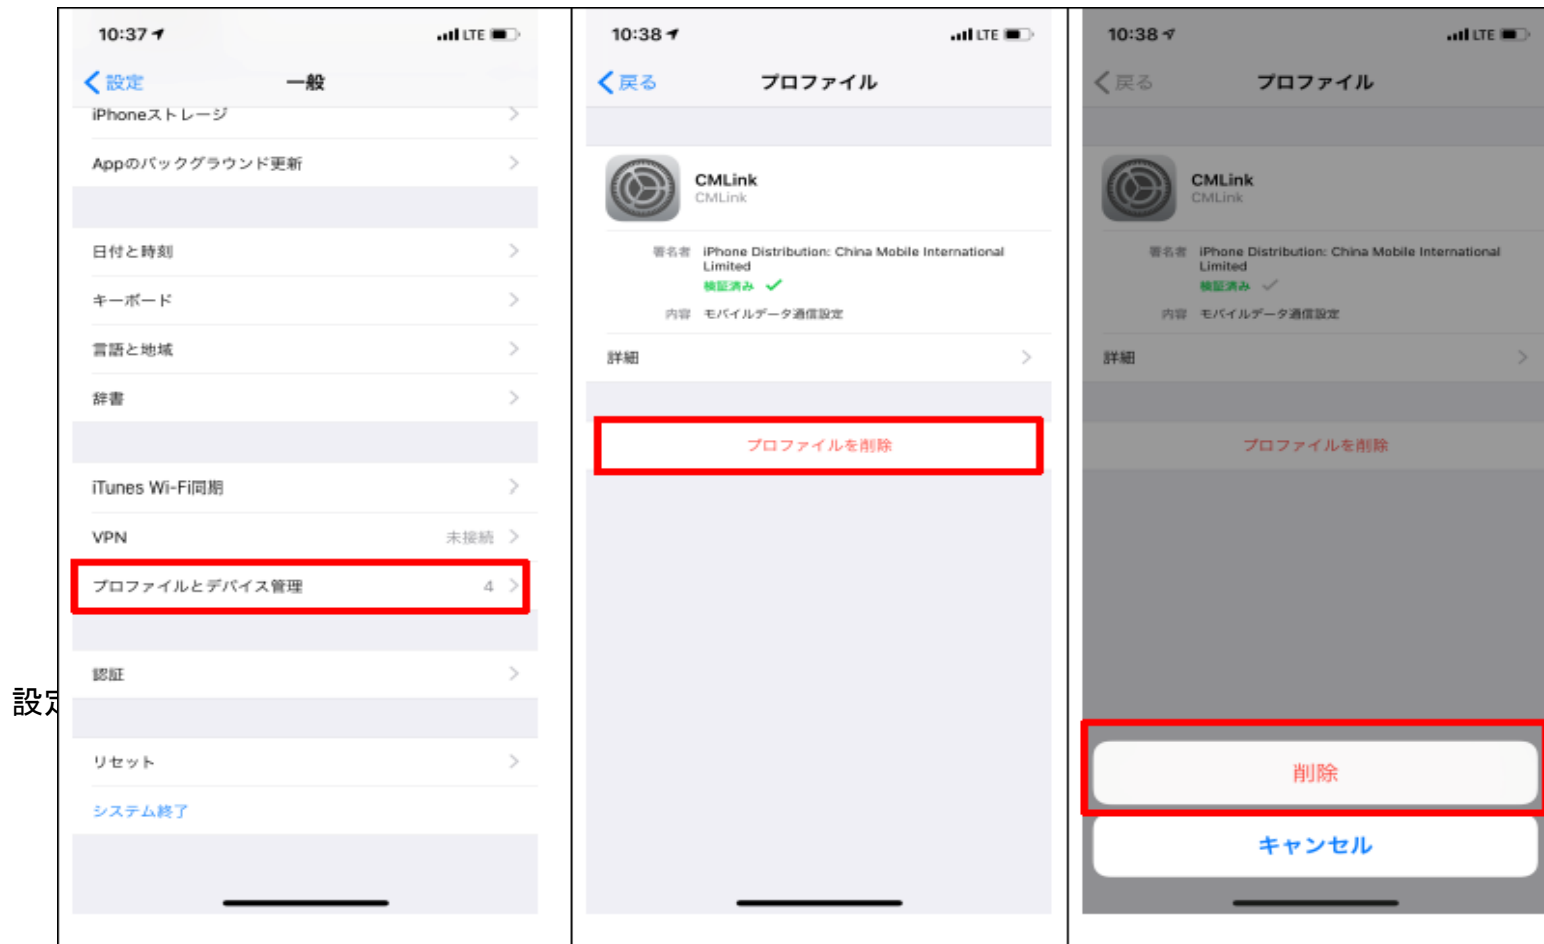 10:37
LTE
設定
一般
iPhoneストレージ
Appのバックグラウンド更新
日付と時刻
キーボード
言語と地域
辞書
iTunes Wi-Fi同期
VPN
未接続
プロファイルとデバイス管理
4
認証
リセット
システム終了
設定
10:38
LTE
戻る
プロファイル
CMLink
CMLink
署名者
iPhone Distribution: China Mobile International
Limited
検証済み
内容
モバイルデータ通信設定
詳細
プロファイルを削除
10:38
LTE
戻る
プロファイル
CMLink
CMLink
署名者
iPhone Distribution: China Mobile International
Limited
検証済み
内容
モバイルデータ通信設定
詳細
プロファイルを削除
削除
キャンセル